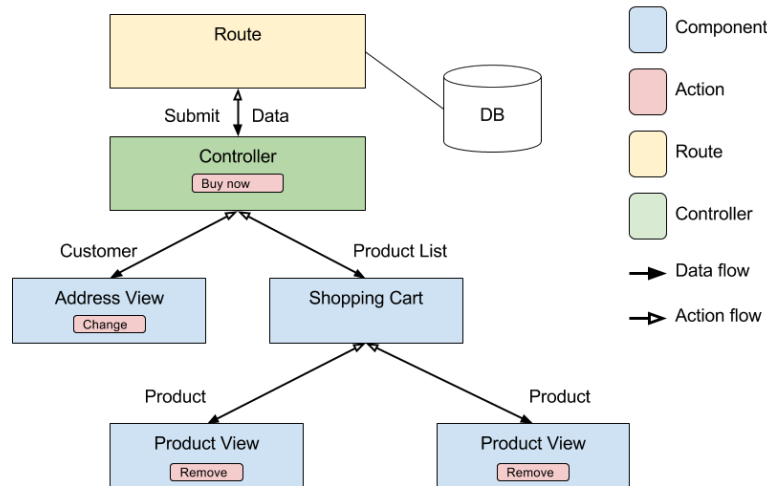 Route
Submit Data
DB
Controller
Buy now
Customer
Product List
Address View
Change
Shopping Cart
Product
Product
Product View
Remove
Product View
Remove
Component
Action
Route
Controller
Data flow
Action flow